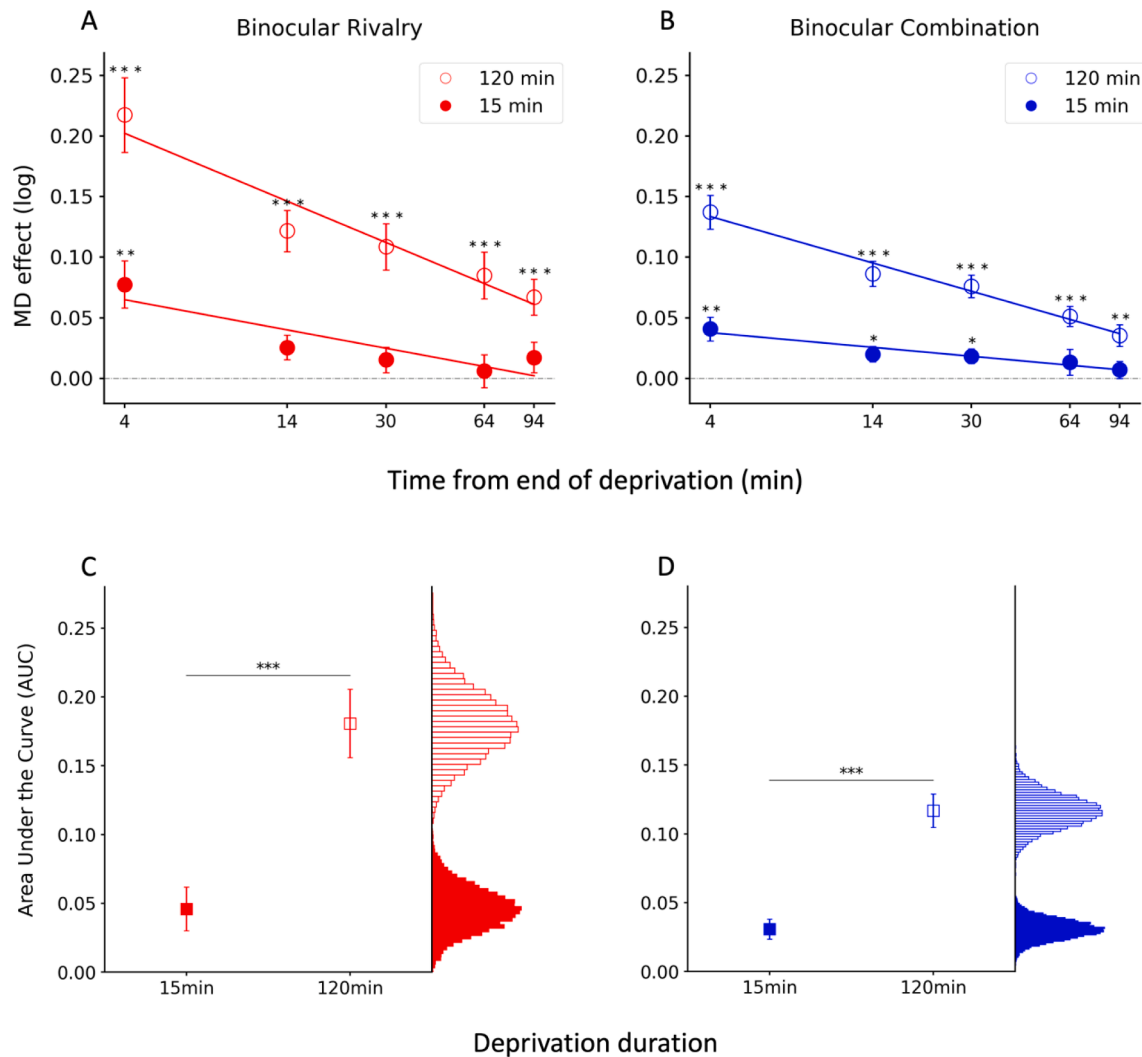 A
Binocular Rivalry
B
Binocular Combination
MD effect (log)
0.25
0.20
0.15
0.10
0.05
0.00
***
***
***
***
***
**
120 min
15 min
4
14
30
64
94
0.25
0.20
0.15
0.10
0.05
0.00
***
***
***
***
**
**
*
*
120 min
15 min
4
14
30
64
94
Time from end of deprivation (min)
C
Area Under the Curve (AUC)
0.25
0.20
0.15
0.10
0.05
0.00
***
15min
120min
D
0.25
0.20
0.15
0.10
0.05
0.00
***
15min
120min
Deprivation duration